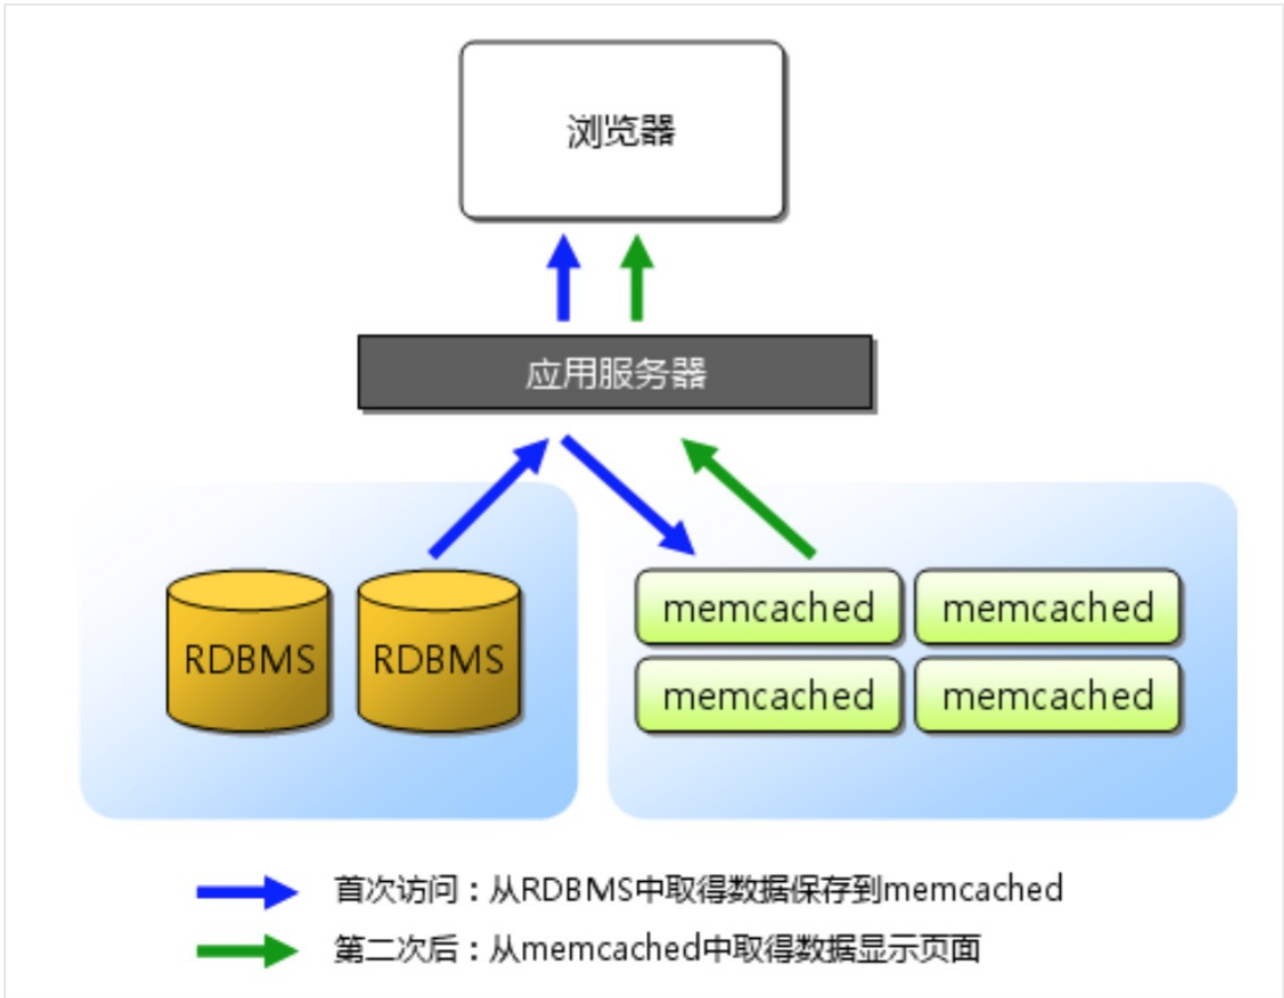 浏览器
应用服务器
RDBMS RDBMS
memcached memcached
memcached memcached
首次访问：从RDBMS中取得数据保存到memcached
第二次后：从memcached中取得数据显示页面